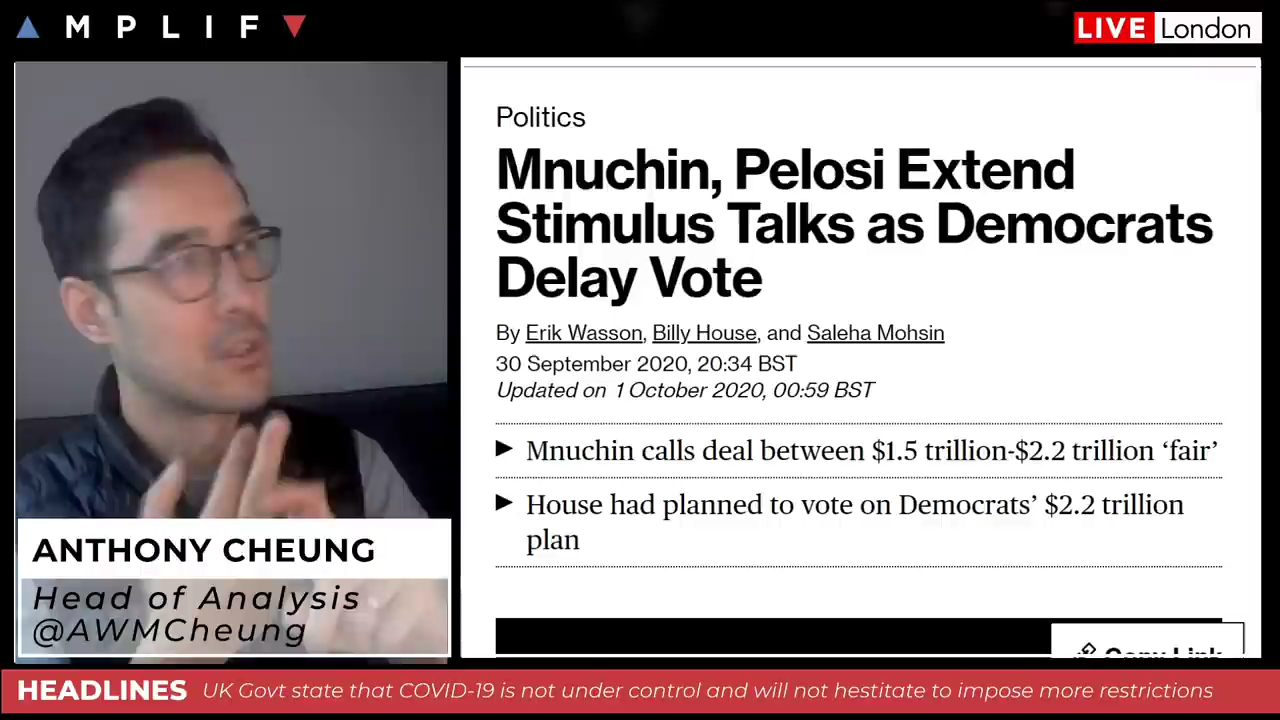 AMPLIFY
LIVE London
Politics
Mnuchin, Pelosi Extend
Stimulus Talks as Democrats
Delay Vote
By Erik Wasson, Billy House, and Saleha Mohsin
30 September 2020, 20:34 BST
Updated on 1 October 2020, 00:59 BST
Mnuchin calls deal between $1.5 trillion-$2.2 trillion ‘fair’
House had planned to vote on Democrats’ $2.2 trillion
plan
Copy Link
ANTHONY CHEUNG
Head of Analysis
@AWMCheung
HEADLINES UK Govt state that COVID-19 is not under control and will not hestitate to impose more restrictions